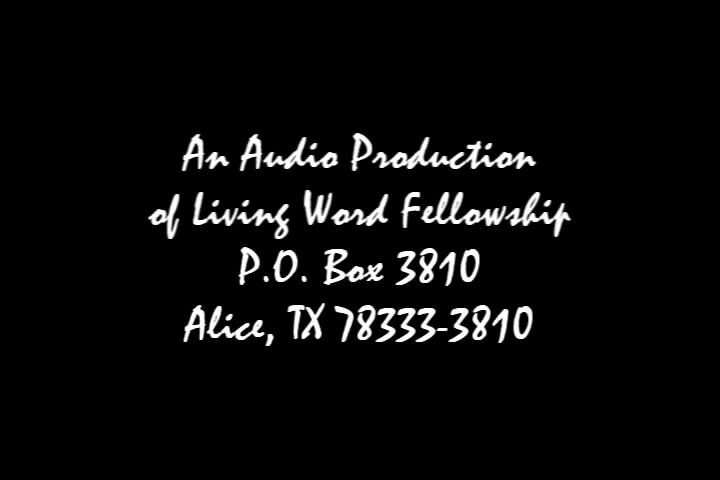 An Audio Production
of Living Word Fellowship
P.O. Box 3810
Alice, TX 78333-3810